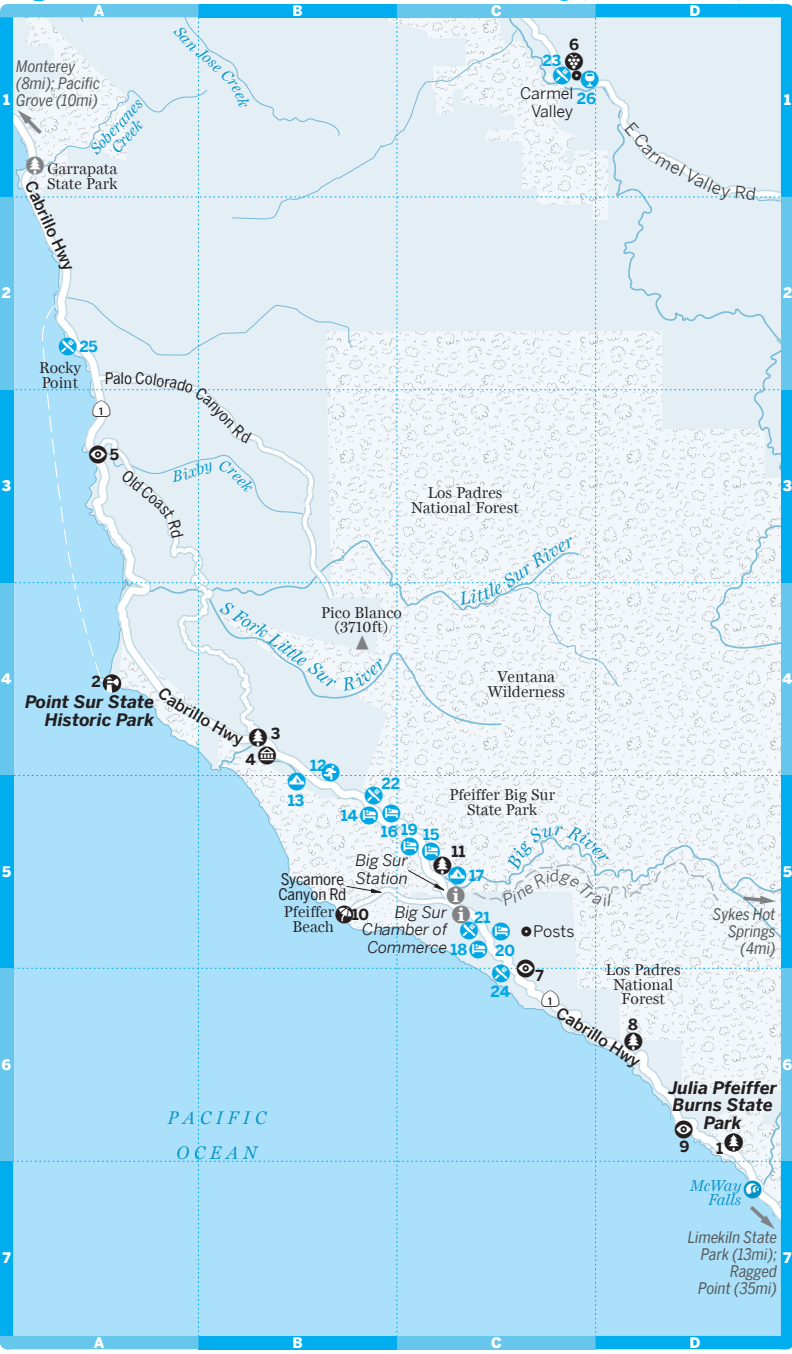 A
B
C
D
1
1
2
2
3
3
4
4
5
5
6
6
7
7
A
B
C
D
Monterey
(8mi); Pacific
Grove (10mi)
San Jose Creek
Soberanes
Creek
Garrapata
State Park
Cabrillo Hwy
6
23
26
Carmel
Valley
E Carmel Valley Rd
25
Rocky
Point
Palo Colorado Canyon Rd
1
5
Old Coast Rd
Bixby Creek
Los Padres
National Forest
Little Sur River
S Fork Little Sur River
Pico Blanco
(3710ft)
Ventana
Wilderness
2
Point Sur State
Historic Park
Cabrillo Hwy
3
4
12
13
22
14
16
19
15
Pfeiffer Big Sur
State Park
11
Big Sur River
17
Big Sur
Station
Pine Ridge Trail
Sycamore
Canyon Rd
Pfeiffer
Beach
10
Big Sur
Chamber of
Commerce
21
18
20
Posts
Sykes Hot
Springs
(4mi)
7
24
Los Padres
National
Forest
1
Cabrillo Hwy
8
Julia Pfeiffer
Burns State
Park
9
1
PACIFIC
OCEAN
McWay
Falls
Limekiln State
Park (13mi);
Ragged
Point (35mi)